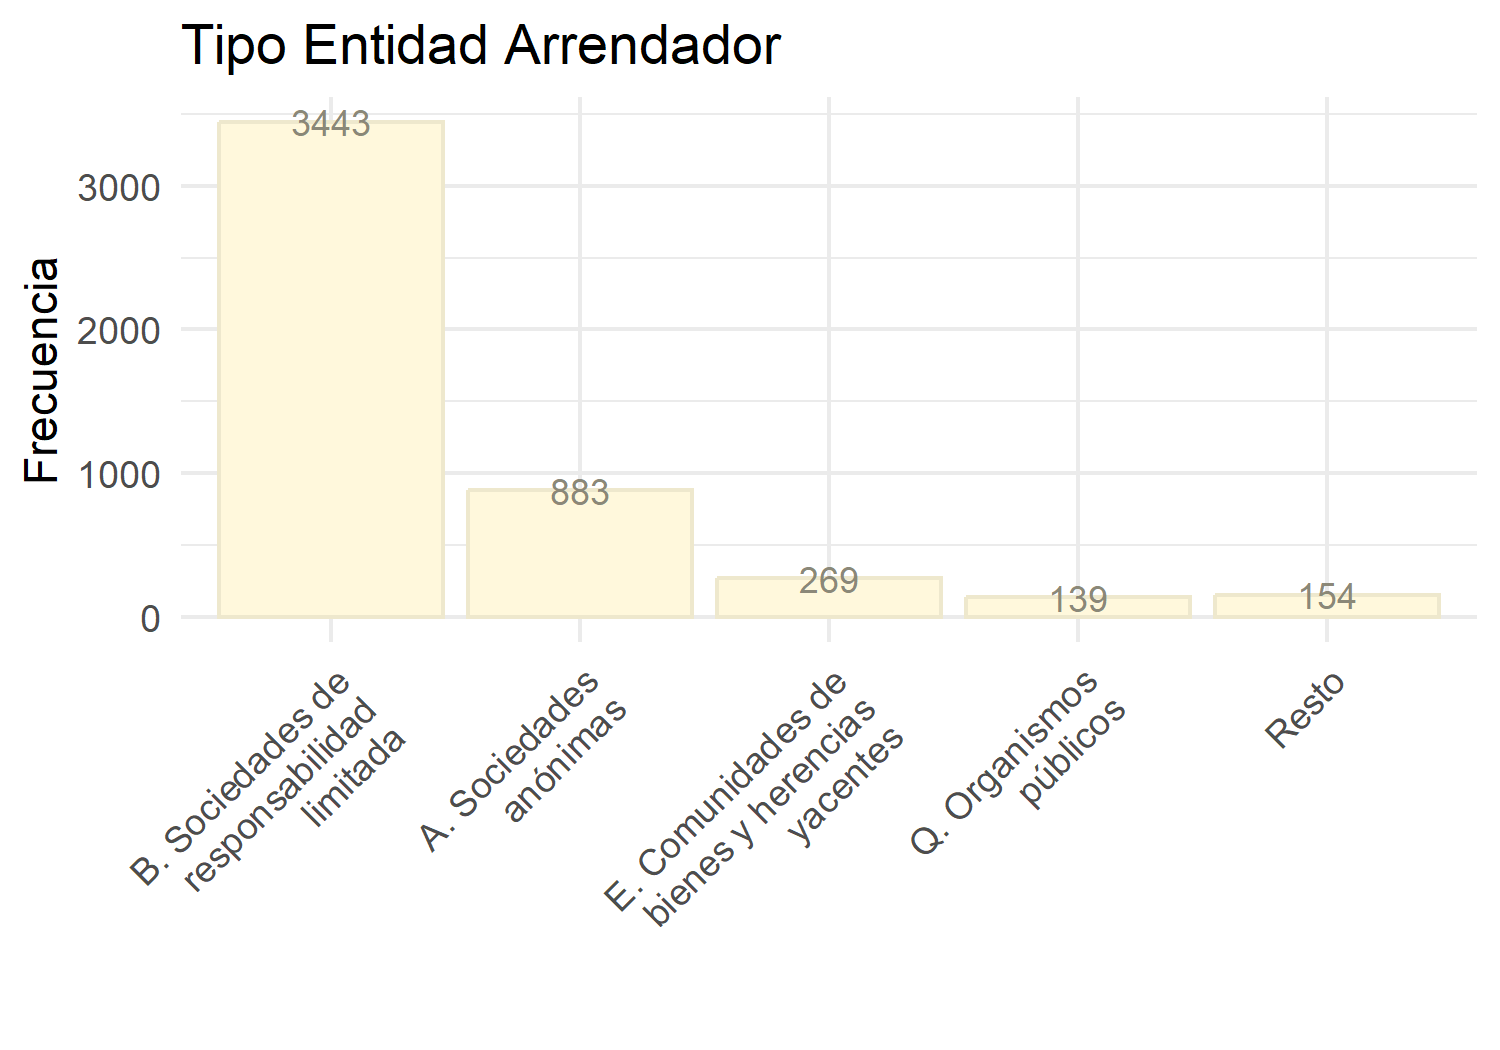 Tipo Entidad Arrendador
Frecuencia
3000
2000
1000
0
3443
883
269
139
154
B. Sociedades de
responsabilidad
limitada
A. Sociedades
anónimas
E. Comunidades de
bienes y herencias
yacentes
Q. Organismos
públicos
Resto